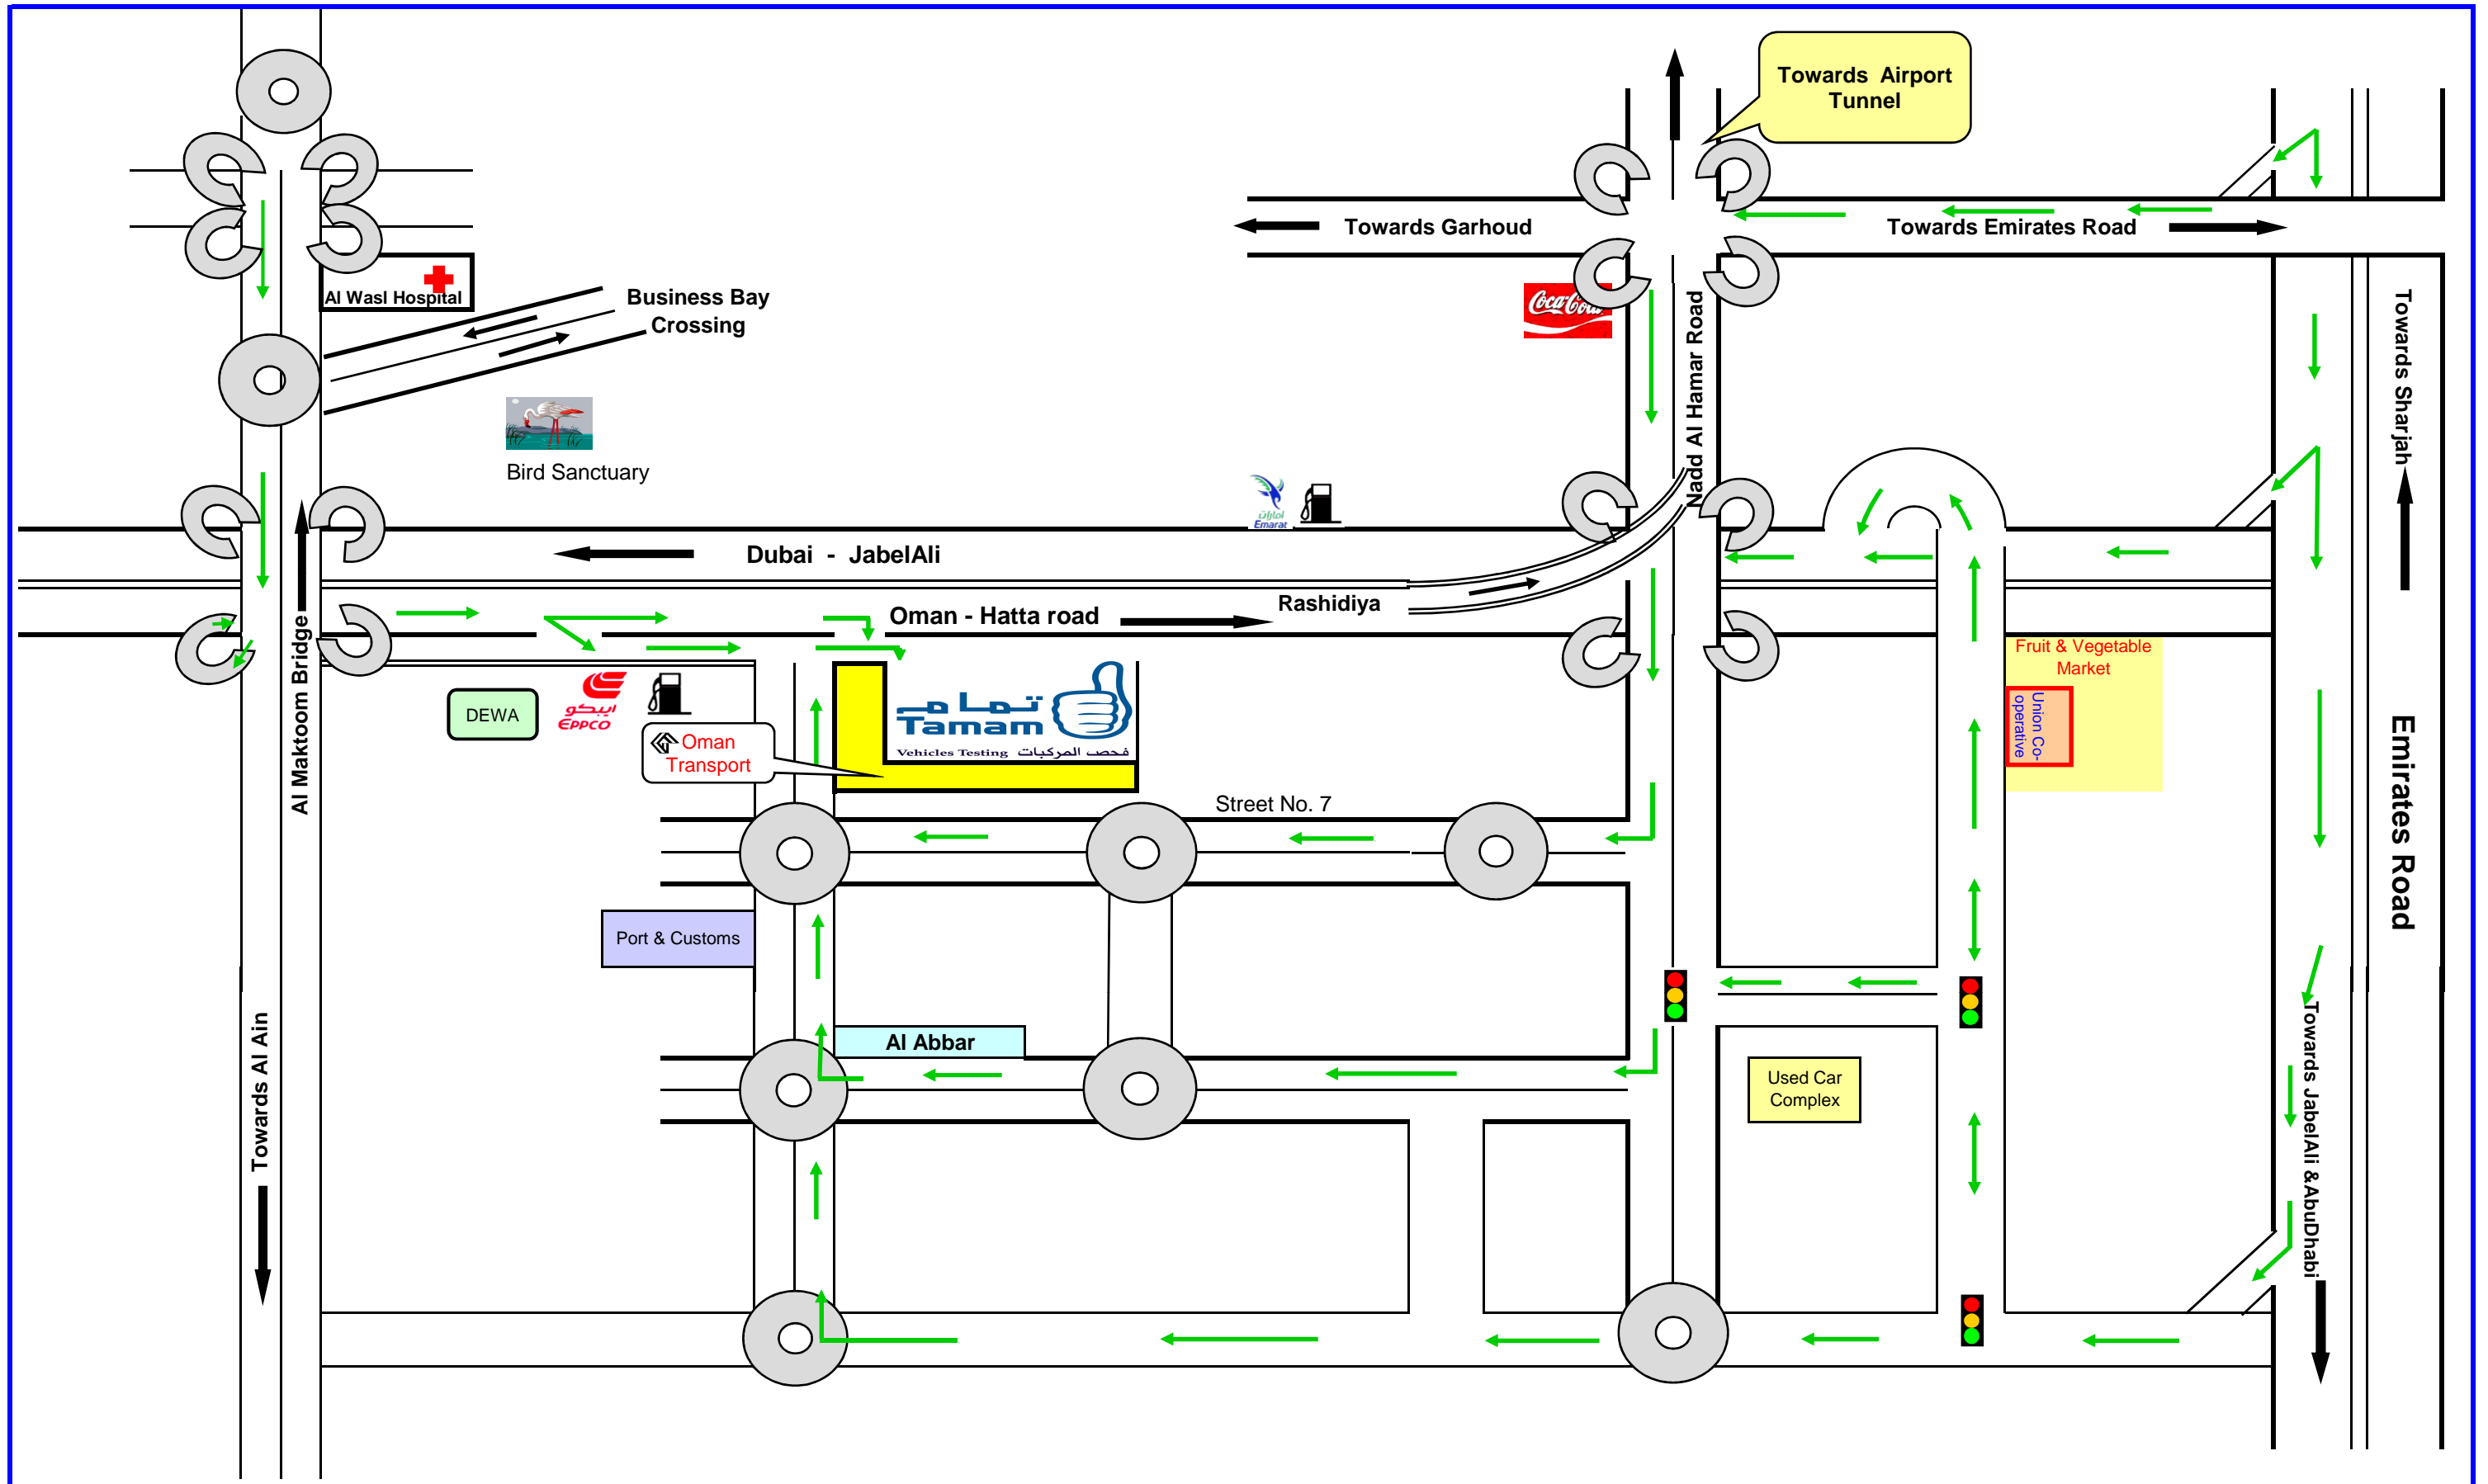 Towards Airport
Tunnel
Towards Garhoud
Towards Emirates Road
Al Wasl Hospital
Business Bay
Crossing
Coca-Cola
Nadd Al Hamar Road
Towards Sharjah
Bird Sanctuary
امارات
Emarat
Dubai - JabelAli
Oman - Hatta road
Rashidiya
Al Maktoom Bridge
Fruit & Vegetable
Market
Union Co-
operative
DEWA
ايبكو
EPPCO
Oman
Transport
تمام
Tamam
Vehicles Testing فحص المركبات
Emirates Road
Street No. 7
Port & Customs
Towards Al Ain
Al Abbar
Used Car
Complex
Towards JabelAli &AbuDhabi